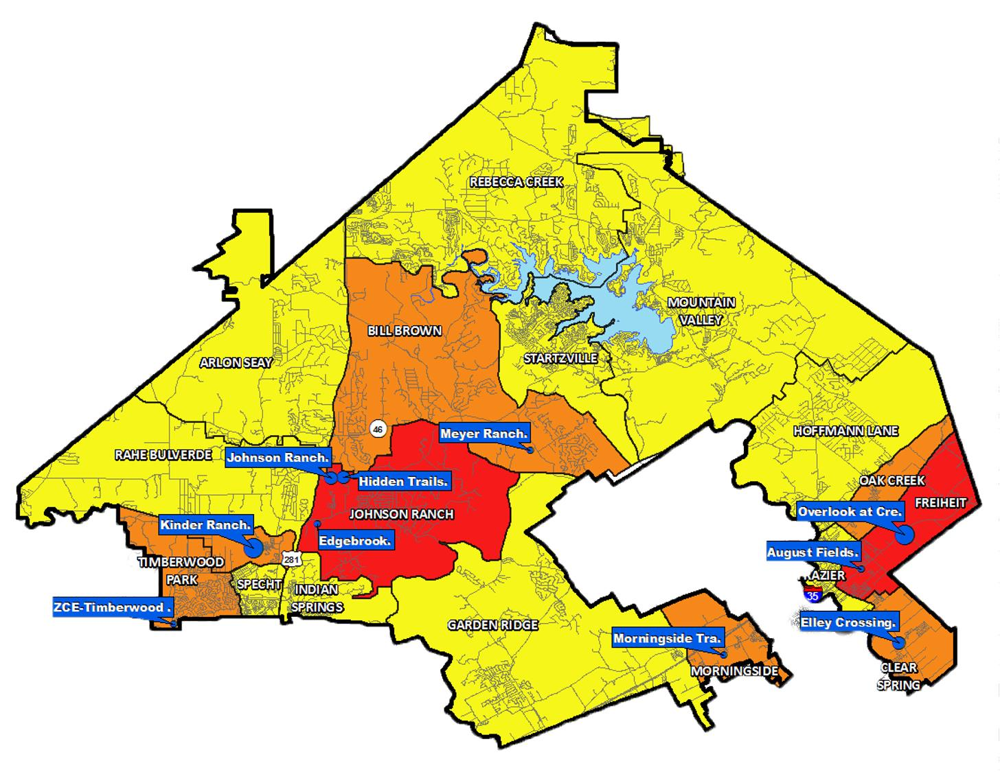 REBECCA CREEK
MOUNTAIN
VALLEY
BILL BROWN
ARLON SEAY
STARTZVILLE
46
Meyer Ranch.
HOFFMANN LANE
RAHE BULVERDE
Johnson Ranch.
Hidden Trails.
OAK CREEK
FREIHEIT
JOHNSON RANCH
Overlook at Cre.
Kinder Ranch.
Edgebrook.
August Fields.
281
TIMBERWOOD
PARK
RAZIER
SPECHT
INDIAN
SPRINGS
35
ZCE-Timberwood .
GARDEN RIDGE
Elley Crossing.
Morningside Tra.
MORNINGSIDE
CLEAR
SPRING